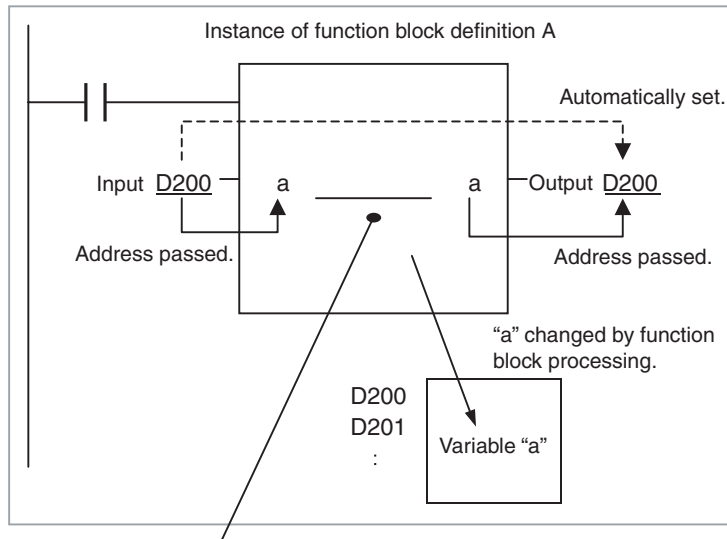 Instance of function block definition A
Automatically set.
Input D200
a
a
Output D200
Address passed.
Address passed.
“a” changed by function
block processing.
D200
D201
:
Variable “a”